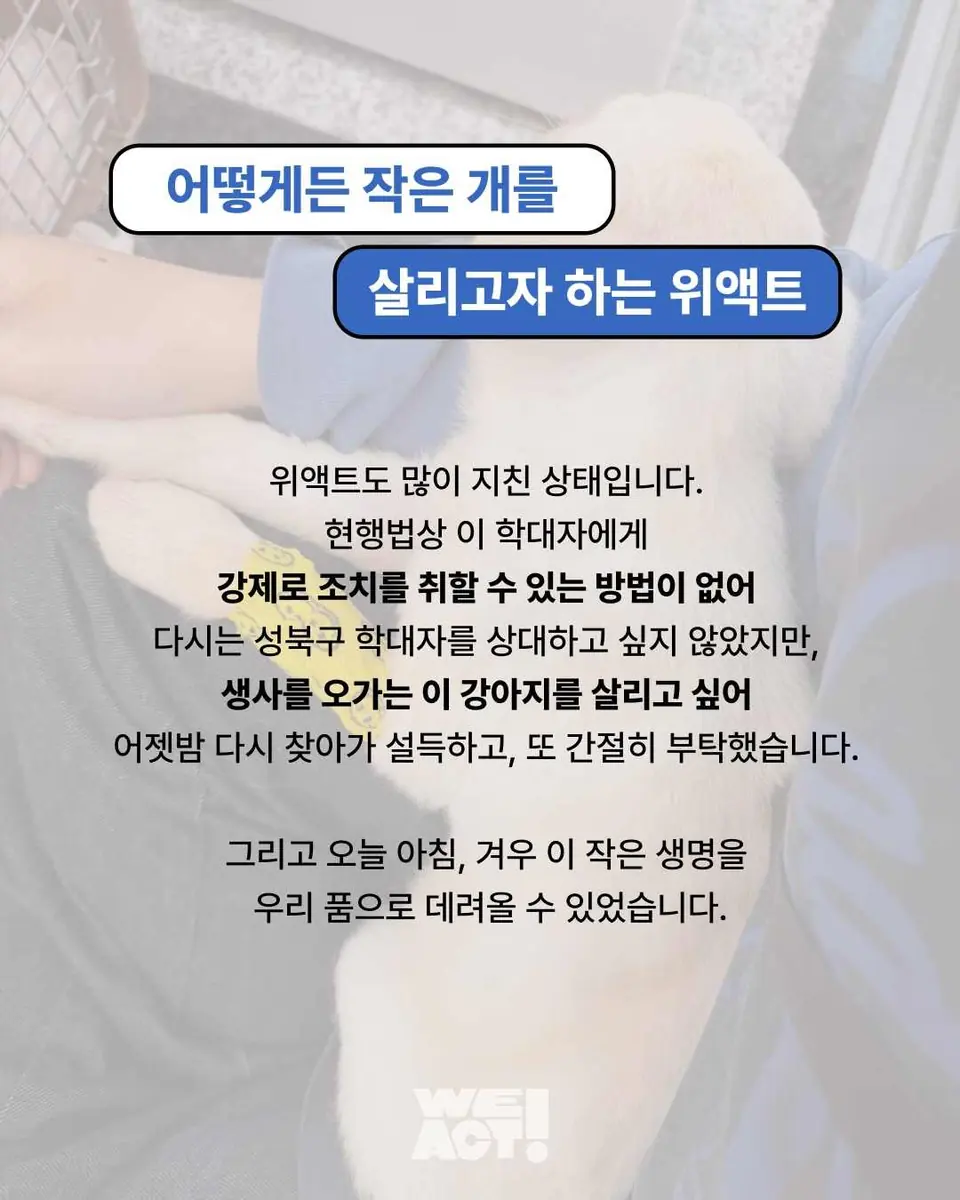 어떻게든 작은 개를
살리고자 하는 위액트
위액트도 많이 지친 상태입니다.
현행법상 이 학대자에게
강제로 조치를 취할 수 있는 방법이 없어
다시는 성북구 학대자를 상대하고 싶지 않았지만,
생사를 오가는 이 강아지를 살리고 싶어
어젯밤 다시 찾아가 설득하고, 또 간절히 부탁했습니다.
그리고 오늘 아침, 겨우 이 작은 생명을
우리 품으로 데려올 수 있었습니다.
WE
ACT!